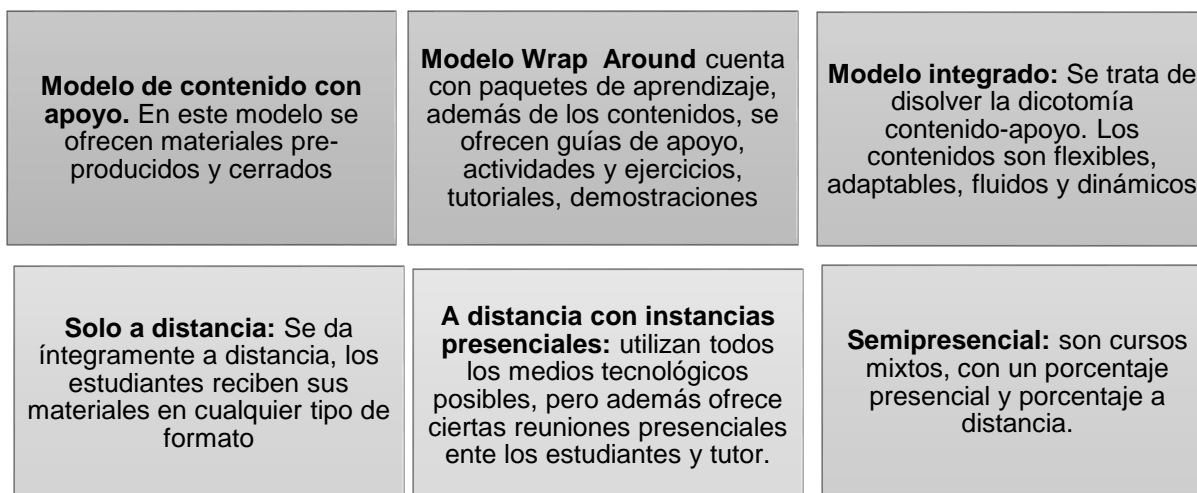 Modelo de contenido con
apoyo. En este modelo se
ofrecen materiales pre-
producidos y cerrados
Modelo Wrap Around cuenta
con paquetes de aprendizaje,
además de los contenidos, se
ofrecen guías de apoyo,
actividades y ejercicios,
tutoriales, demostraciones
Modelo integrado: Se trata de
disolver la dicotomía
contenido-apoyo. Los
contenidos son flexibles,
adaptables, fluidos y dinámicos
Solo a distancia: Se da
íntegramente a distancia, los
estudiantes reciben sus
materiales en cualquier tipo de
formato
A distancia con instancias
presenciales: utilizan todos
los medios tecnológicos
posibles, pero además ofrece
ciertas reuniones presenciales
ente los estudiantes y tutor.
Semipresencial: son cursos
mixtos, con un porcentaje
presencial y porcentaje a
distancia.